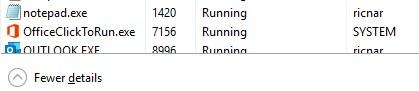 notepad.exe 1420 Running ricnar
OfficeClickToRun.exe 7156 Running SYSTEM
OUTLOOK.EXE 8996 Running ricnar
Fewer details